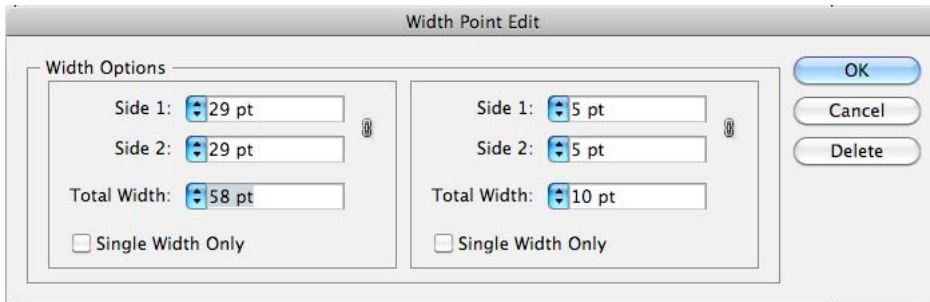 Width Point Edit
Width Options
Side 1: 29 pt
Side 2: 29 pt
Total Width: 58 pt
Single Width Only
Side 1: 5 pt
Side 2: 5 pt
Total Width: 10 pt
Single Width Only
OK
Cancel
Delete